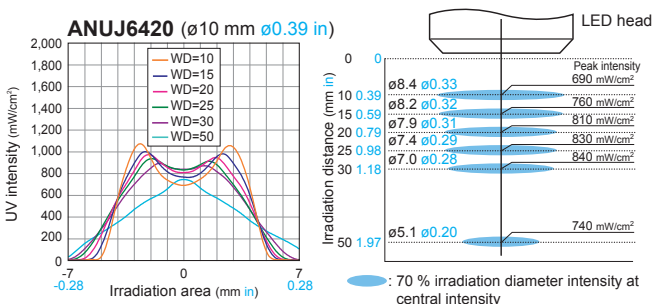 ANUJ6420 (ø10 mm ø0.39 in)
UV intensity (mW/cm²)
2,000
1,800
1,600
1,400
1,200
1,000
800
600
400
200
0
WD=10
WD=15
WD=20
WD=25
WD=30
WD=50
-7 0 7
-0.28 0.28
Irradiation area (mm in)
LED head
Irradiation distance (mm in)
0 0
Peak intensity
ø8.4 ø0.33 690 mW/cm²
10 0.39
ø8.2 ø0.32 760 mW/cm²
15 0.59
ø7.9 ø0.31 810 mW/cm²
20 0.79
ø7.4 ø0.29 830 mW/cm²
25 0.98
ø7.0 ø0.28 840 mW/cm²
30 1.18
ø5.1 ø0.20 740 mW/cm²
50 1.97
: 70 % irradiation diameter intensity at
central intensity